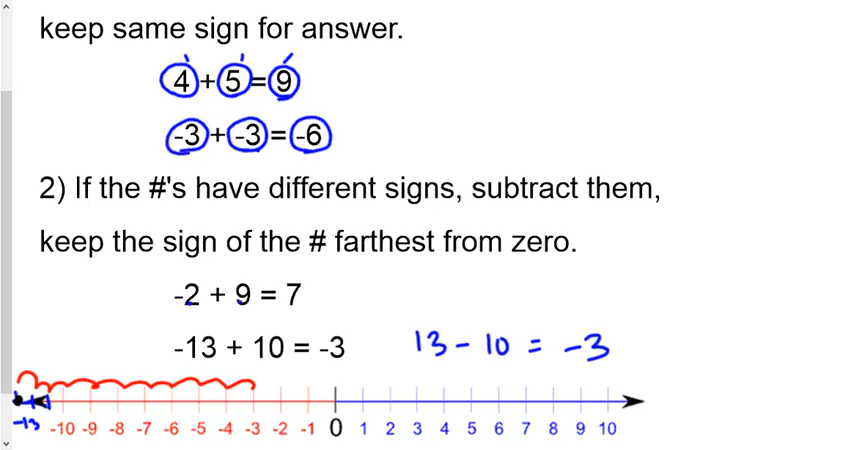 keep same sign for answer.
4+5=9
-3+-3=-6
2) If the #'s have different signs, subtract them,
keep the sign of the # farthest from zero.
-2 + 9 = 7
-13 + 10 = -3 13 - 10 = -3
-13 -10 -9 -8 -7 -6 -5 -4 -3 -2 -1 0 1 2 3 4 5 6 7 8 9 10